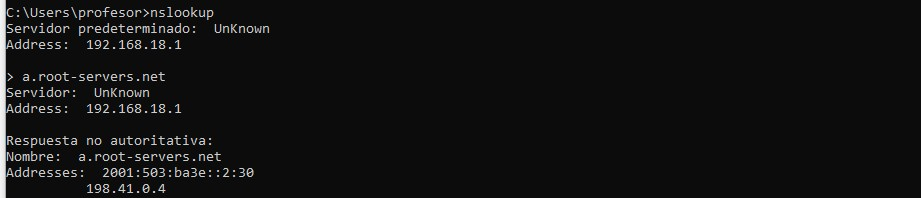 C:\Users\profesor>nslookup
Servidor predeterminado:  UnKnown
Address:  192.168.18.1

> a.root-servers.net
Servidor:  UnKnown
Address:  192.168.18.1

Respuesta no autoritativa:
Nombre:  a.root-servers.net
Addresses:  2001:503:ba3e::2:30
          198.41.0.4